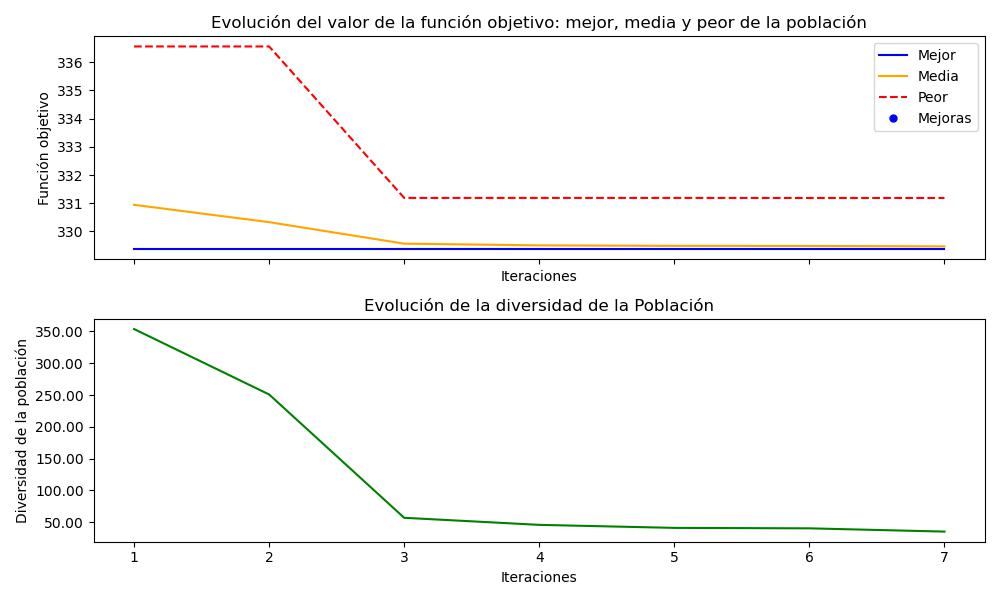 Evolución del valor de la función objetivo: mejor, media y peor de la población
Función objetivo
336
335
334
333
332
331
330
Mejor
Media
Peor
Mejoras
Iteraciones
Evolución de la diversidad de la Población
Diversidad de la población
350.00
300.00
250.00
200.00
150.00
100.00
50.00
1 2 3 4 5 6 7
Iteraciones